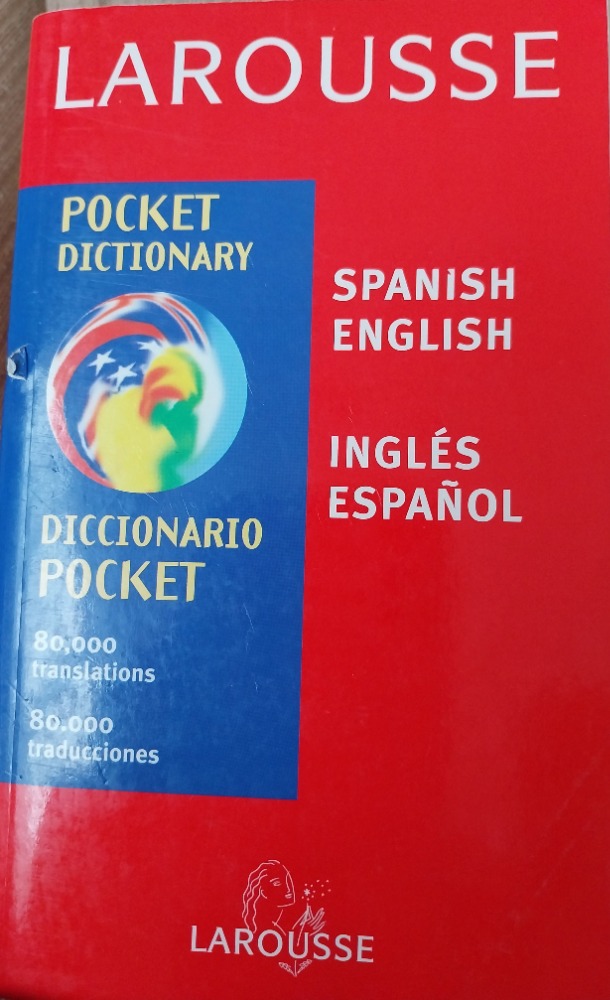 LAROUSSE
POCKET
DICTIONARY
SPANISH
ENGLISH
INGLÉS
ESPAÑOL
DICCIONARIO
POCKET
80,000
translations
80.000
traducciones
LAROUSSE